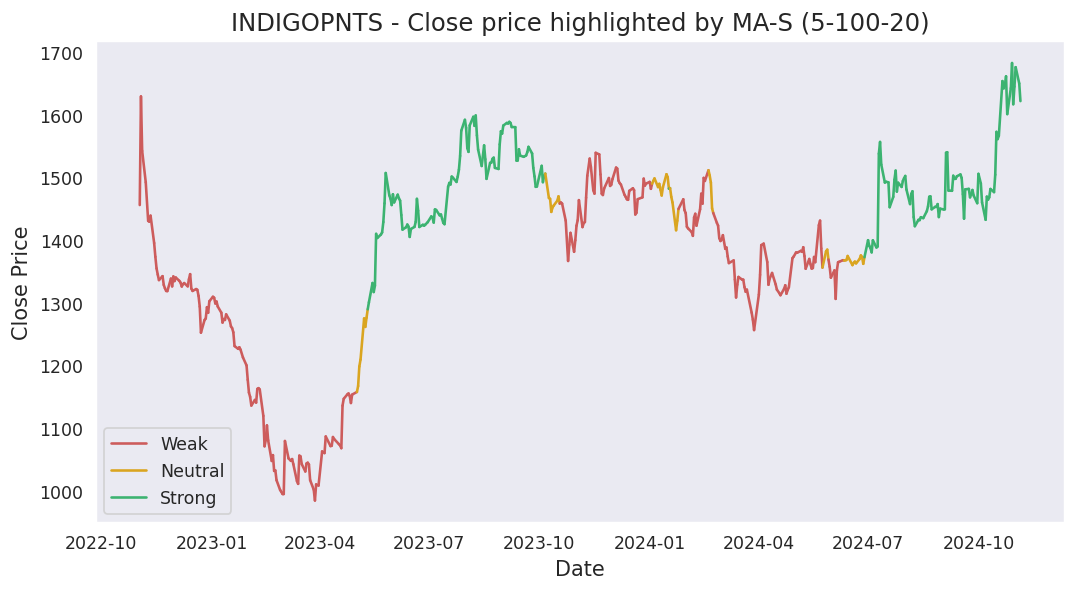 INDIGOPNTS - Close price highlighted by MA-S (5-100-20)
Close Price
1700
1600
1500
1400
1300
1200
1100
1000
Weak
Neutral
Strong
2022-10 2023-01 2023-04 2023-07 2023-10 2024-01 2024-04 2024-07 2024-10
Date